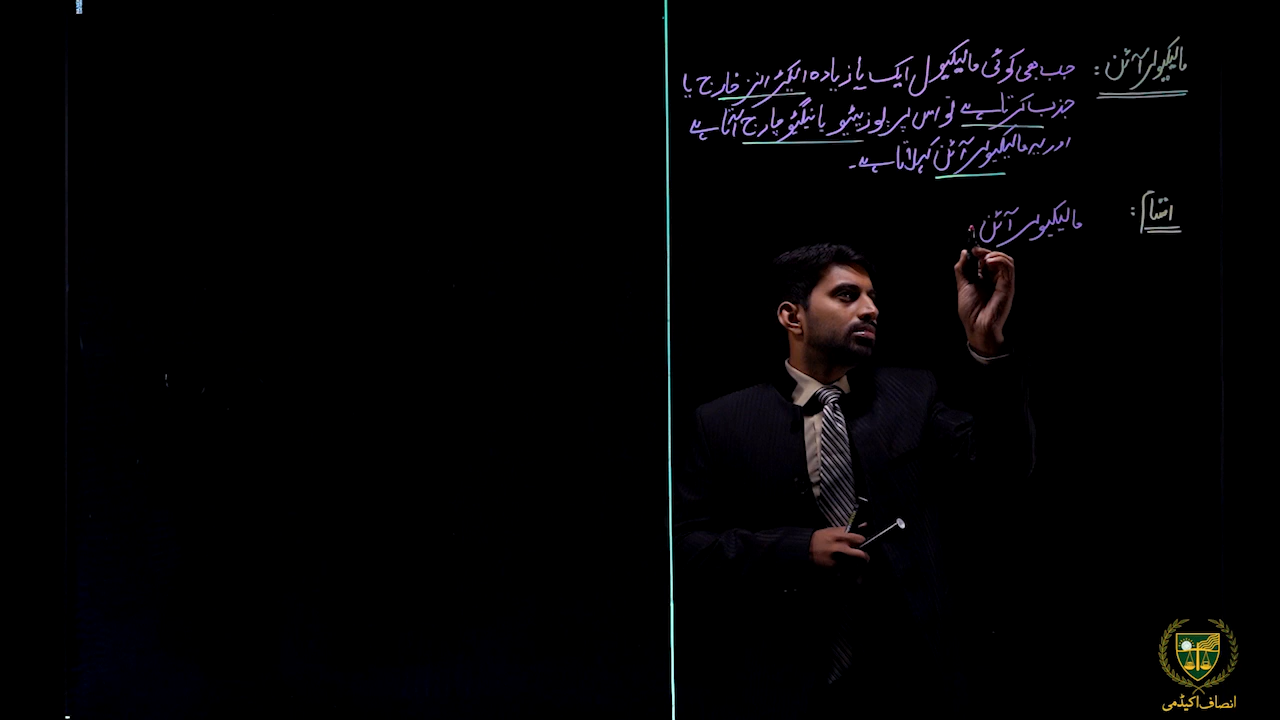 مالیکیولر آئن:
جب بھی کوئی مالیکیول ایک یا زیادہ الیکٹرانز خارج یا
جذب کرتا ہے تو اس پر پوزیٹیو یا نیگٹیو چارج آتا ہے
اور یہ مالیکیولر آئن کہلاتا ہے۔
اقسام:
مالیکیولر آئن
انصاف اکیڈمی